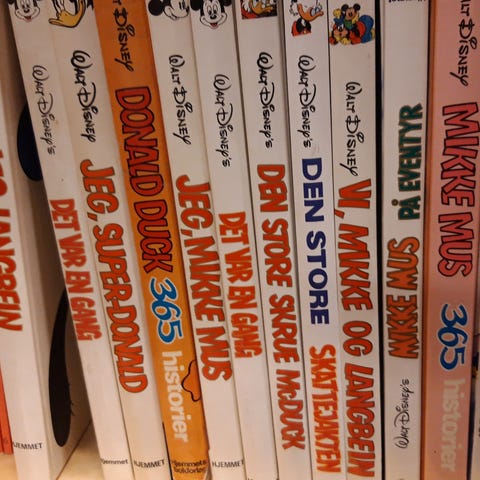 LANGBEIN
WALT DISNEY'S
DET VAR EN GANG
HJEMMET
WALT DISNEY
JEG, SUPER-DONALD
Hjemmet
WALT DISNEY
DONALD DUCK
365
historier
HJEMMET
WALT DISNEY
JEG, MIKKE MUS
Hjemmets
bokforlag
WALT DISNEY'S
DET VAR EN GANG
HJEMMET
WALT DISNEY'S
DEN STORE SKRUE McDUCK
WALT DISNEY'S
DEN STORE
SKATTEJAKTEN
WALT DISNEY
VI, MIKKE OG LANGBEIN
MIKKE MUS PÅ EVENTYR
WALT DISNEY'S
WALT DISNEY
MIKKE MUS
365
historier